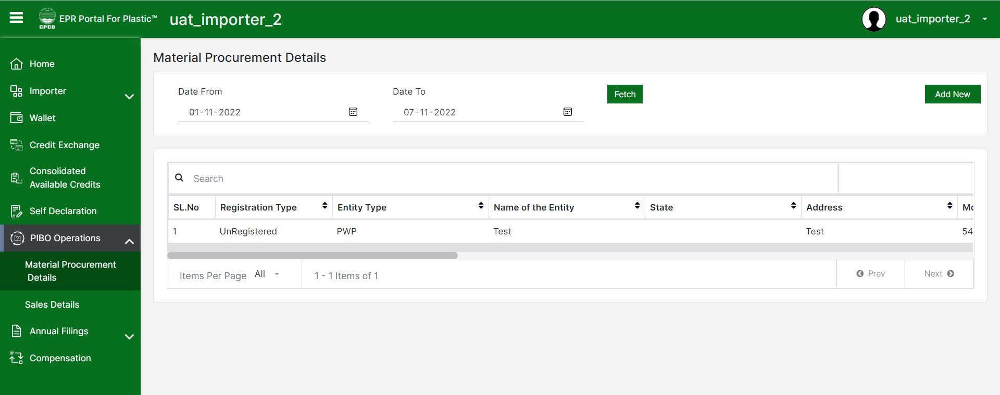 CPCB
EPR Portal For Plastic™
uat_importer_2
uat_importer_2
Home
Importer
Wallet
Credit Exchange
Consolidated
Available Credits
Self Declaration
PIBO Operations
Material Procurement
Details
Sales Details
Annual Filings
Compensation
Material Procurement Details
Date From
Date To
Fetch
Add New
01-11-2022
07-11-2022
Search
SL.No Registration Type Entity Type Name of the Entity State Address Mo
1 UnRegistered PWP Test Test 54
Items Per Page All 1 - 1 Items of 1 Prev Next